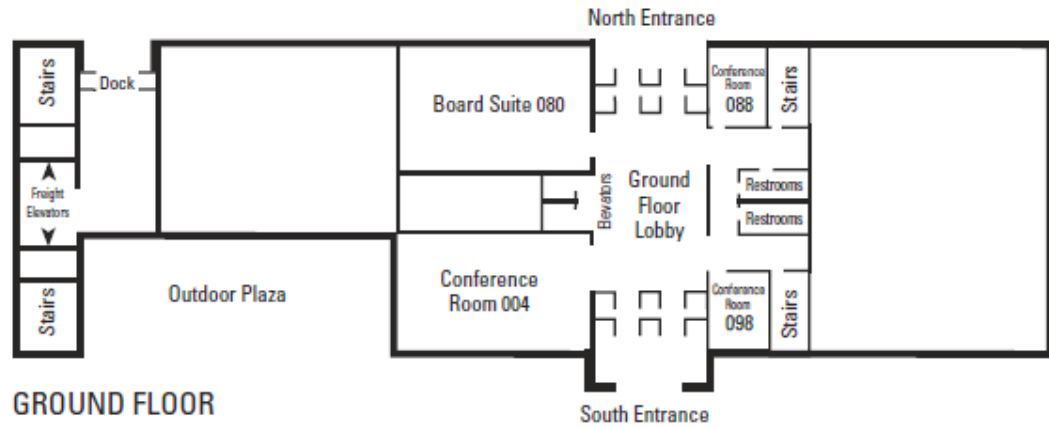 North Entrance
Stairs
Dock
Board Suite 080
Conference
Room
088
Stairs
Freight
Elevators
Bevators
Ground
Floor
Lobby
Restrooms
Restrooms
Outdoor Plaza
Conference
Room 004
Stairs
Conference
Room
098
Stairs
GROUND FLOOR
South Entrance